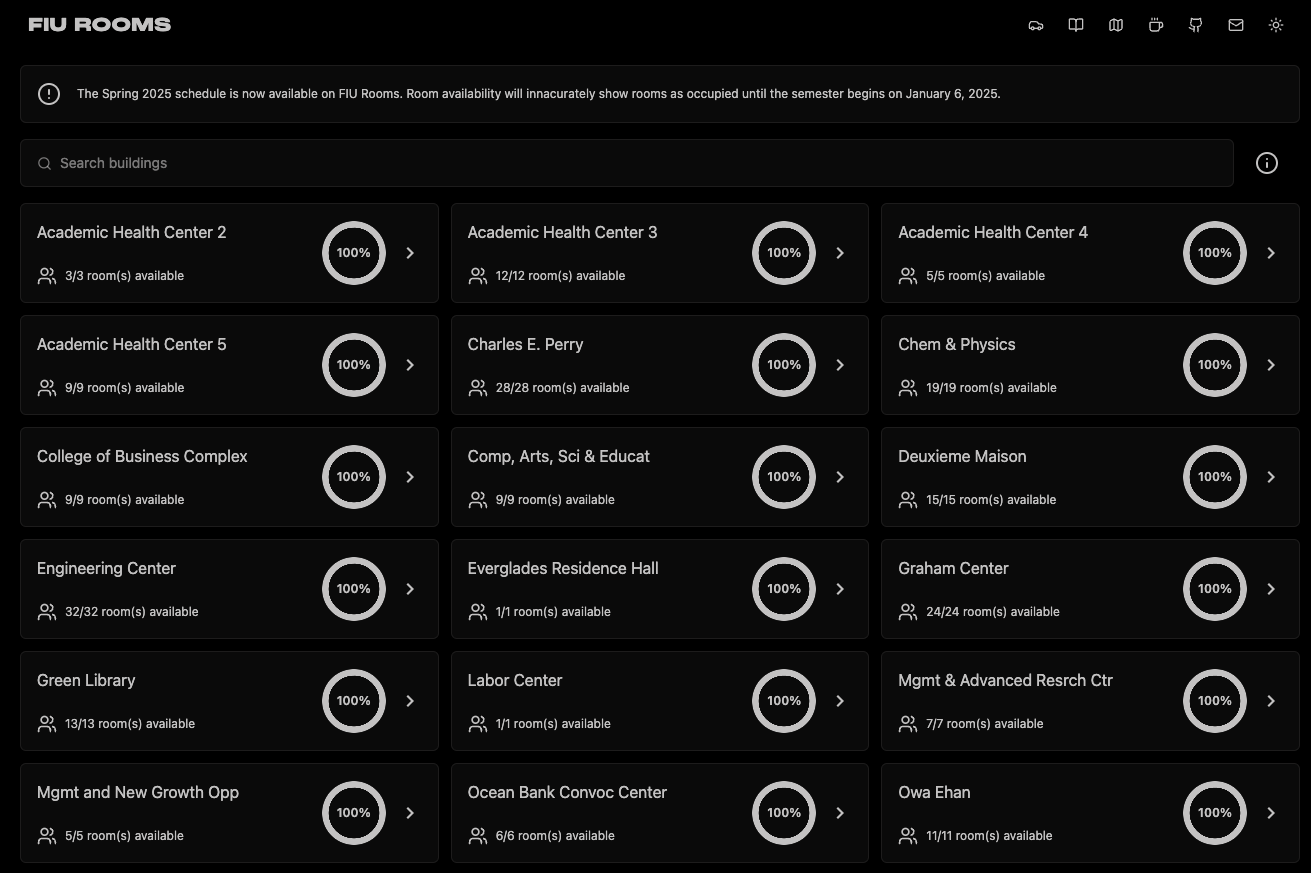 FIU ROOMS
The Spring 2025 schedule is now available on FIU Rooms. Room availability will innacurately show rooms as occupied until the semester begins on January 6, 2025.
Search buildings
Academic Health Center 2
3/3 room(s) available
100%
Academic Health Center 3
12/12 room(s) available
100%
Academic Health Center 4
5/5 room(s) available
100%
Academic Health Center 5
9/9 room(s) available
100%
Charles E. Perry
28/28 room(s) available
100%
Chem & Physics
19/19 room(s) available
100%
College of Business Complex
9/9 room(s) available
100%
Comp, Arts, Sci & Educat
9/9 room(s) available
100%
Deuxieme Maison
15/15 room(s) available
100%
Engineering Center
32/32 room(s) available
100%
Everglades Residence Hall
1/1 room(s) available
100%
Graham Center
24/24 room(s) available
100%
Green Library
13/13 room(s) available
100%
Labor Center
1/1 room(s) available
100%
Mgmt & Advanced Resrch Ctr
7/7 room(s) available
100%
Mgmt and New Growth Opp
5/5 room(s) available
100%
Ocean Bank Convoc Center
6/6 room(s) available
100%
Owa Ehan
11/11 room(s) available
100%